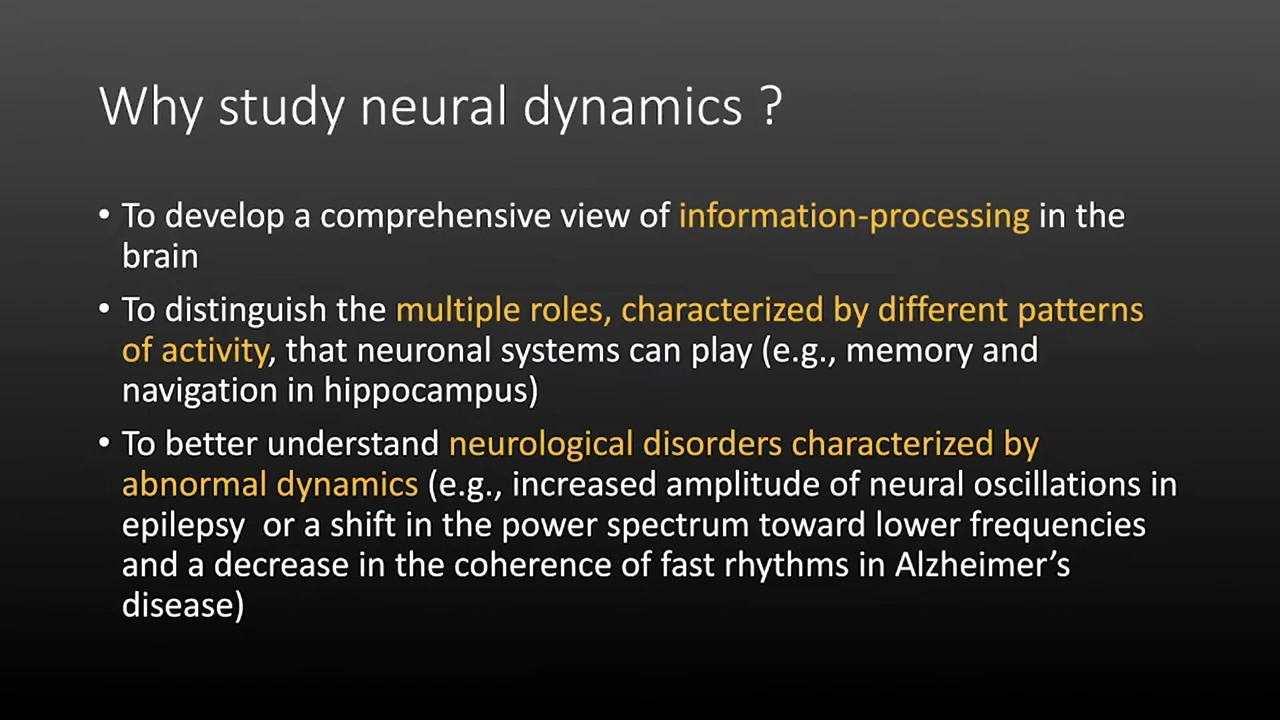 Why study neural dynamics ?
• To develop a comprehensive view of information-processing in the
brain
• To distinguish the multiple roles, characterized by different patterns
of activity, that neuronal systems can play (e.g., memory and
navigation in hippocampus)
• To better understand neurological disorders characterized by
abnormal dynamics (e.g., increased amplitude of neural oscillations in
epilepsy  or a shift in the power spectrum toward lower frequencies
and a decrease in the coherence of fast rhythms in Alzheimer’s
disease)